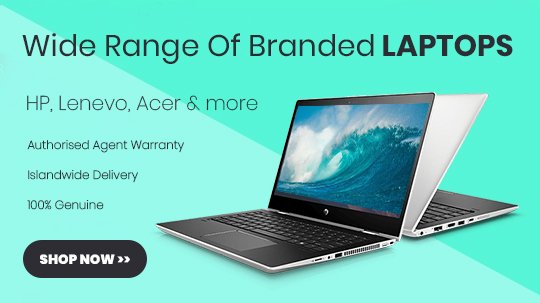 Wide Range Of Branded LAPTOPS
HP, Lenevo, Acer & more
Authorised Agent Warranty
Islandwide Delivery
100% Genuine
SHOP NOW >>